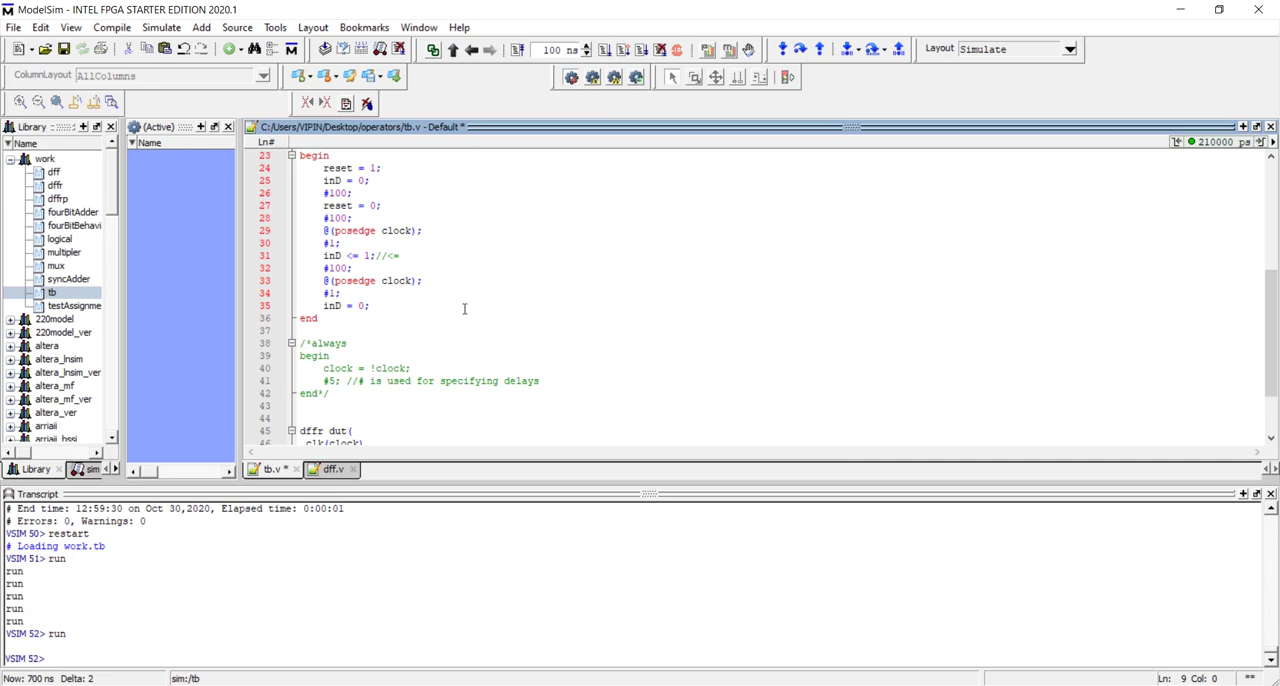 ModelSim - INTEL FPGA STARTER EDITION 2020.1
File Edit View Compile Simulate Add Source Tools Layout Bookmarks Window Help
100 ns
Layout Simulate
ColumnLayout AllColumns
Library
(Active)
C:/Users/VIPIN/Desktop/operators/tb.v - Default *
Name
Name
Ln#
210000 ps
work
dff
dffr
dffrp
fourBitAdder
fourBitBehavi
logical
multipler
mux
syncAdder
tb
testAssignme
220model
220model_ver
altera
altera_lnsim
altera_lnsim_ver
altera_mf
altera_mf_ver
altera_ver
arriaii
arriaii_hssi
23 begin
24 reset = 1;
25 inD = 0;
26 #100;
27 reset = 0;
28 #100;
29 @(posedge clock);
30 #1;
31 inD <= 1;//<=
32 #100;
33 @(posedge clock);
34 #1;
35 inD = 0;
36 end
37
38 /*always
39 begin
40 clock = !clock;
41 #5; //# is used for specifying delays
42 end*/
43
44
45 dffr dut(
46 .clk(clock)
Library sim
tb.v * dff.v
Transcript
# End time: 12:59:30 on Oct 30,2020, Elapsed time: 0:00:01
# Errors: 0, Warnings: 0
VSIM 50> restart
# Loading work.tb
VSIM 51> run
run
run
run
run
run
VSIM 52> run
VSIM 52>
Now: 700 ns Delta: 2
sim:/tb
Ln: 9 Col: 0